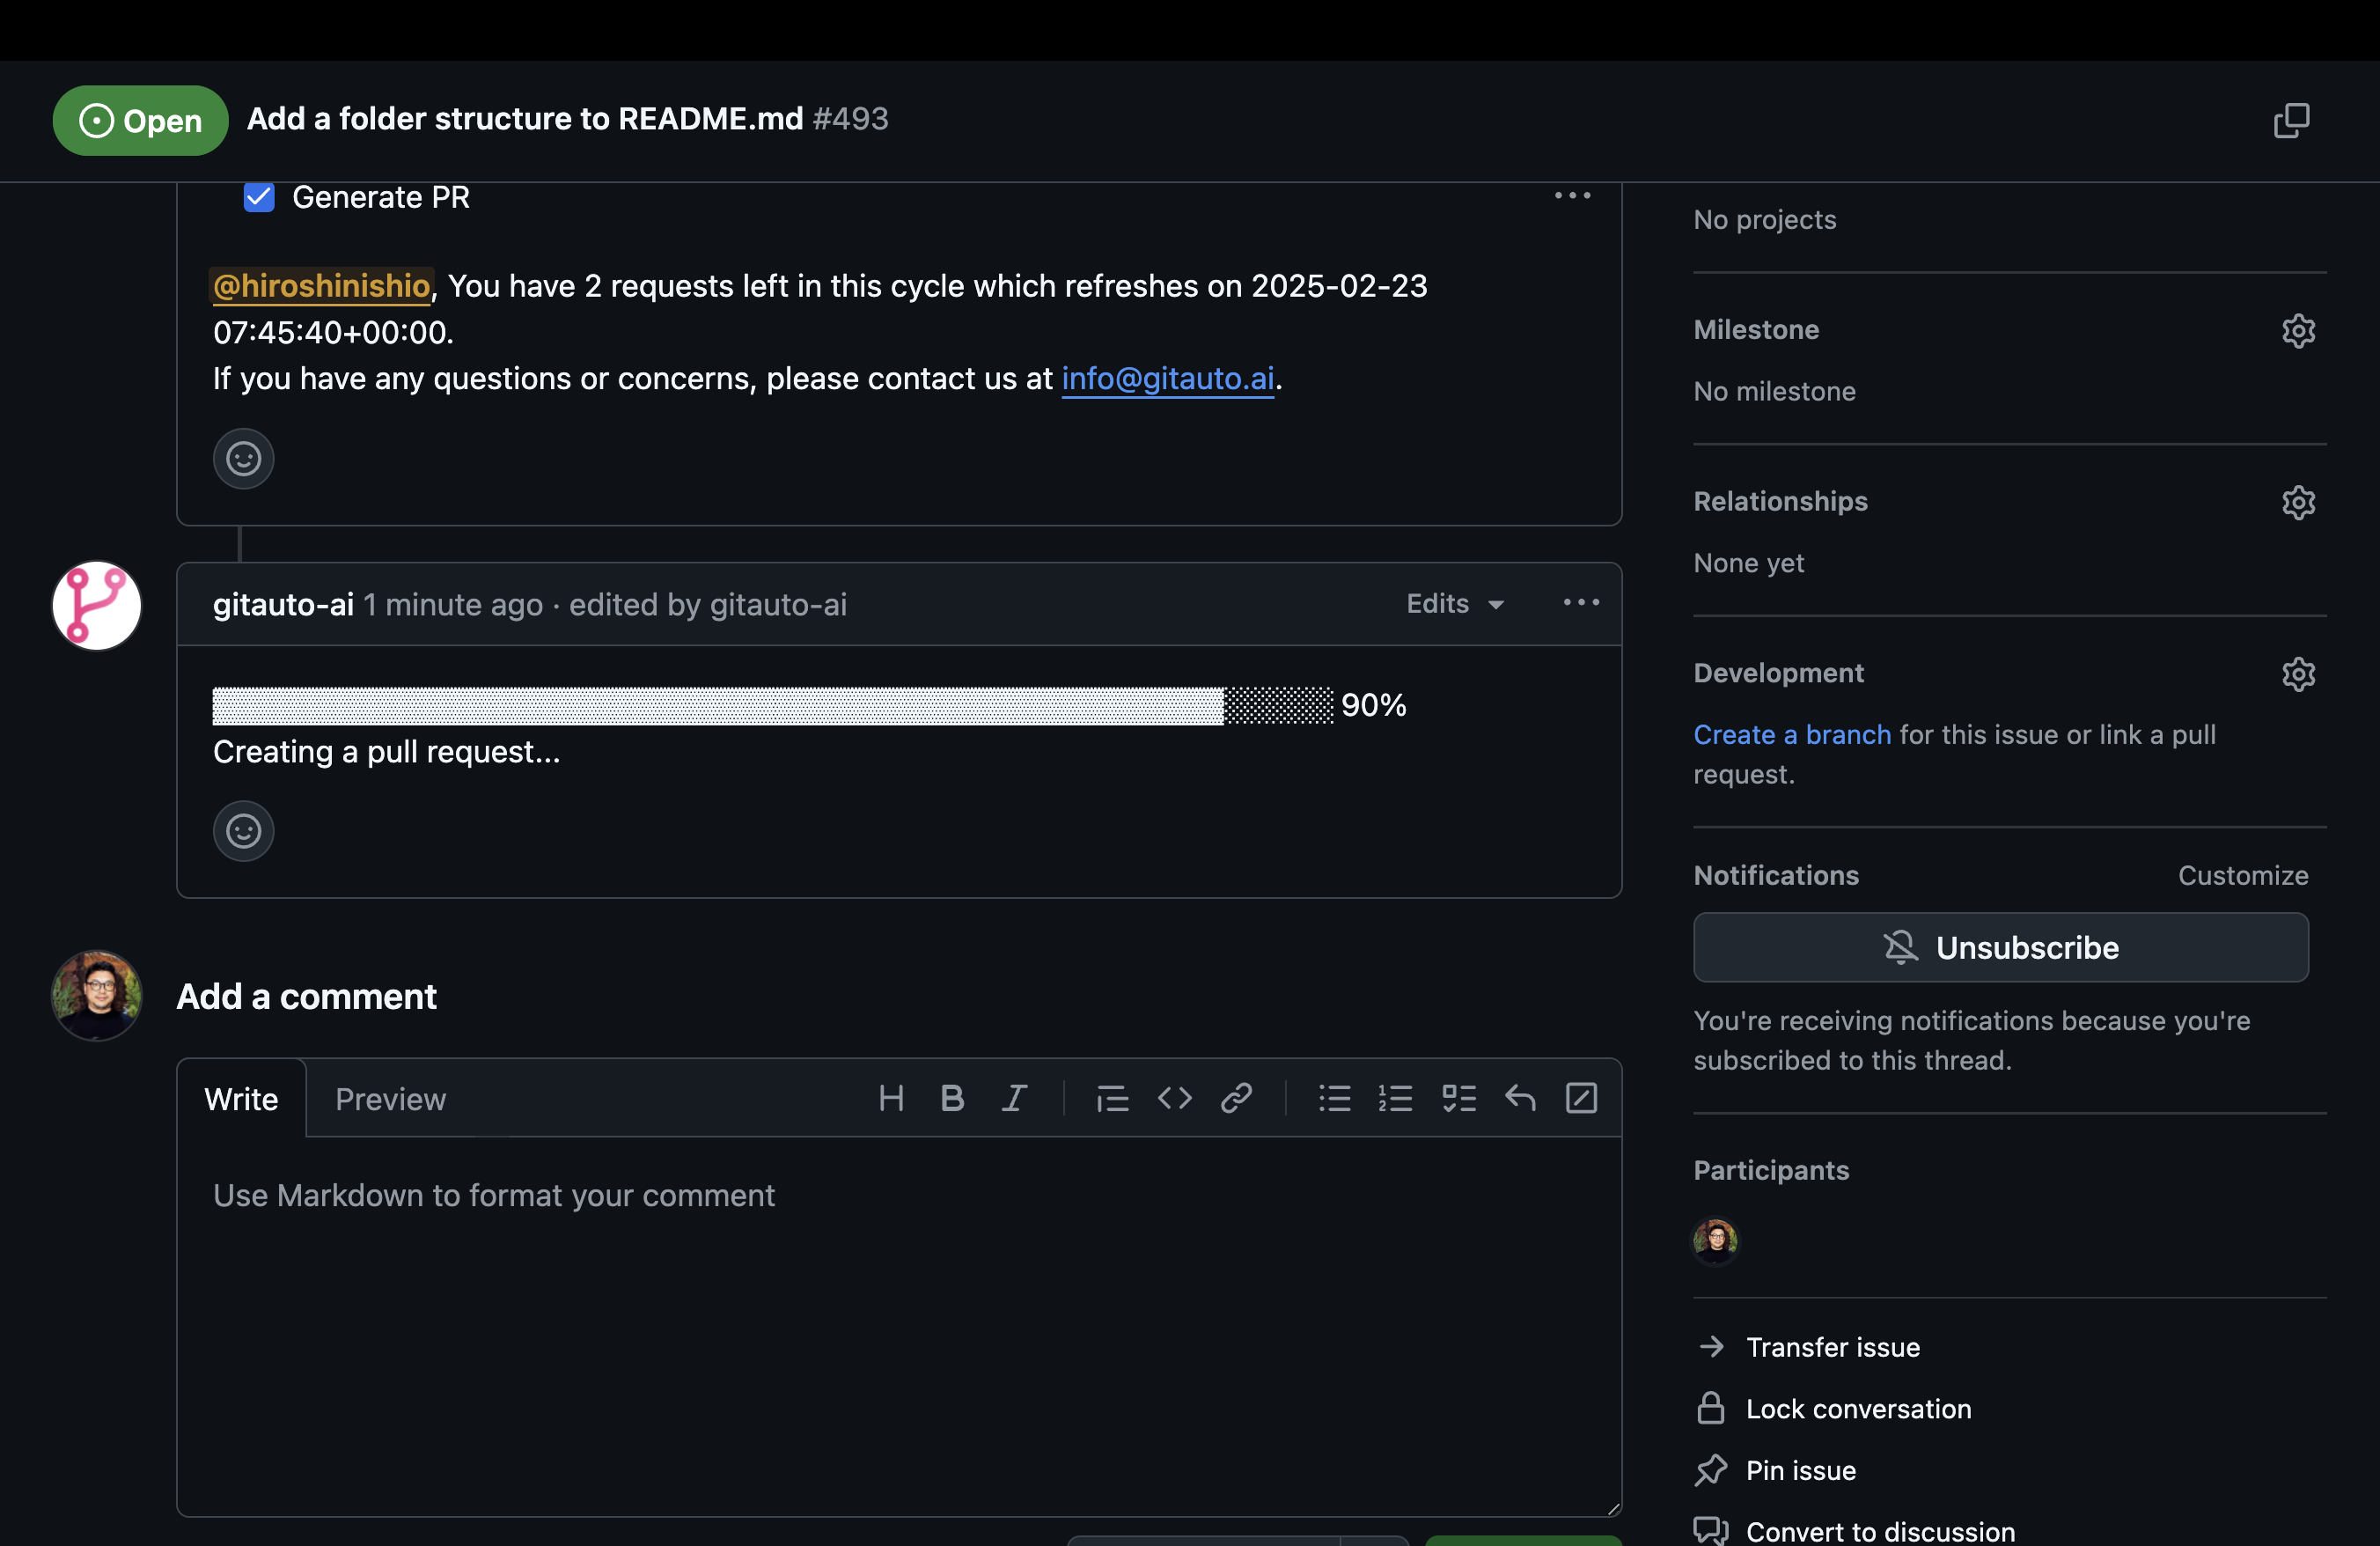 Open Add a folder structure to README.md #493
Generate PR
@hiroshinishio, You have 2 requests left in this cycle which refreshes on 2025-02-23
07:45:40+00:00.
If you have any questions or concerns, please contact us at info@gitauto.ai.
gitauto-ai 1 minute ago · edited by gitauto-ai
Edits
90%
Creating a pull request...
Add a comment
Write
Preview
Use Markdown to format your comment
No projects
Milestone
No milestone
Relationships
None yet
Development
Create a branch for this issue or link a pull
request.
Notifications
Customize
Unsubscribe
You're receiving notifications because you're
subscribed to this thread.
Participants
Transfer issue
Lock conversation
Pin issue
Convert to discussion